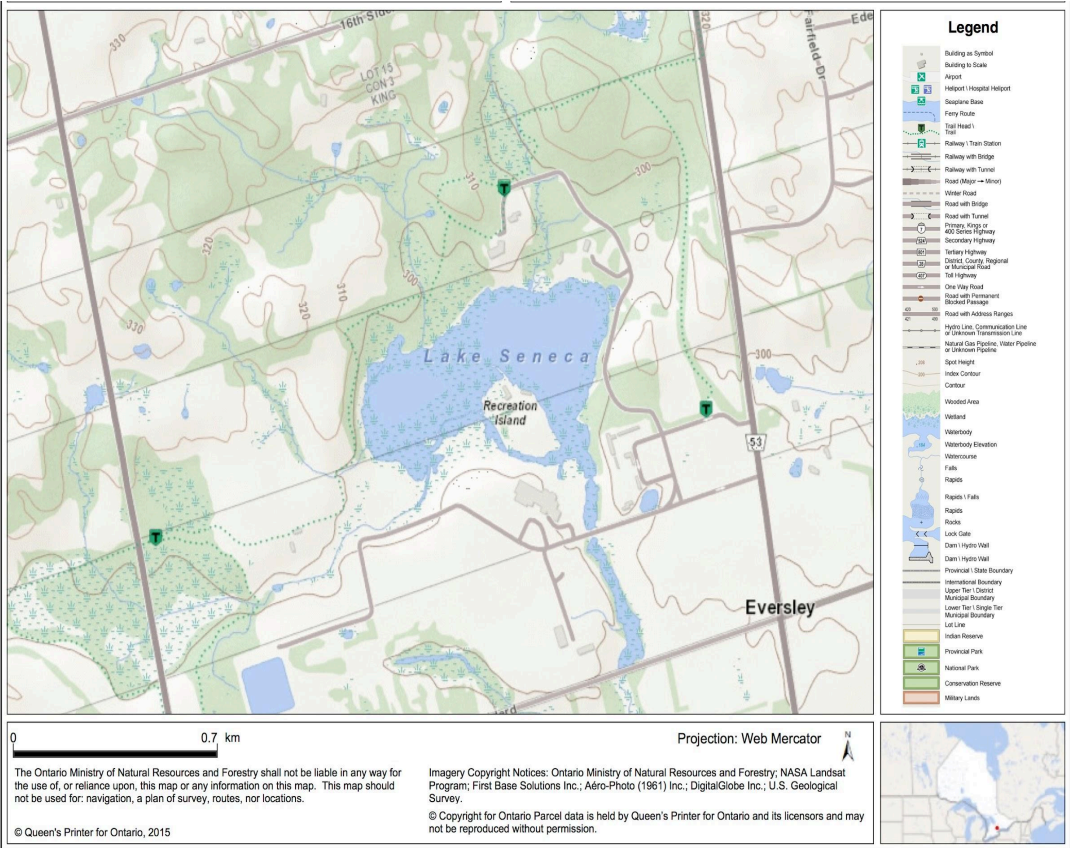 16th Side
320
Fairfield-Dr
Ede
330
LOT 15
CON 3
KING
310
300
320
300
310
320
330
Lake Seneca
300
Recreation
Island
53
Eversley
Legend
Building as Symbol
Building to Scale
Airport
Heliport \ Hospital Heliport
Seaplane Base
Ferry Route
Trail Head \
Trail
Railway \ Train Station
Railway with Bridge
Railway with Tunnel
Road (Major → Minor)
Winter Road
Road with Bridge
Road with Tunnel
Primary, Kings or
400 Series Highway
Secondary Highway
Tertiary Highway
District, County, Regional
or Municipal Road
Toll Highway
One Way Road
Road with Permanent
Blocked Passage
Road with Address Ranges
Hydro Line, Communication Line
or Unknown Transmission Line
Natural Gas Pipeline, Water Pipeline
or Unknown Pipeline
Spot Height
Index Contour
Contour
Wooded Area
Wetland
Waterbody
Waterbody Elevation
Watercourse
Falls
Rapids
Rapids \ Falls
Rapids
Rocks
Lock Gate
Dam \ Hydro Wall
Dam \ Hydro Wall
Provincial \ State Boundary
International Boundary
Upper Tier \ District
Municipal Boundary
Lower Tier \ Single Tier
Municipal Boundary
Lot Line
Indian Reserve
Provincial Park
National Park
Conservation Reserve
Military Lands
0 0.7 km
Projection: Web Mercator
N
The Ontario Ministry of Natural Resources and Forestry shall not be liable in any way for
the use of, or reliance upon, this map or any information on this map. This map should
not be used for: navigation, a plan of survey, routes, nor locations.
© Queen's Printer for Ontario, 2015
Imagery Copyright Notices: Ontario Ministry of Natural Resources and Forestry; NASA Landsat
Program; First Base Solutions Inc.; Aéro-Photo (1961) Inc.; DigitalGlobe Inc.; U.S. Geological
Survey.
© Copyright for Ontario Parcel data is held by Queen's Printer for Ontario and its licensors and may
not be reproduced without permission.